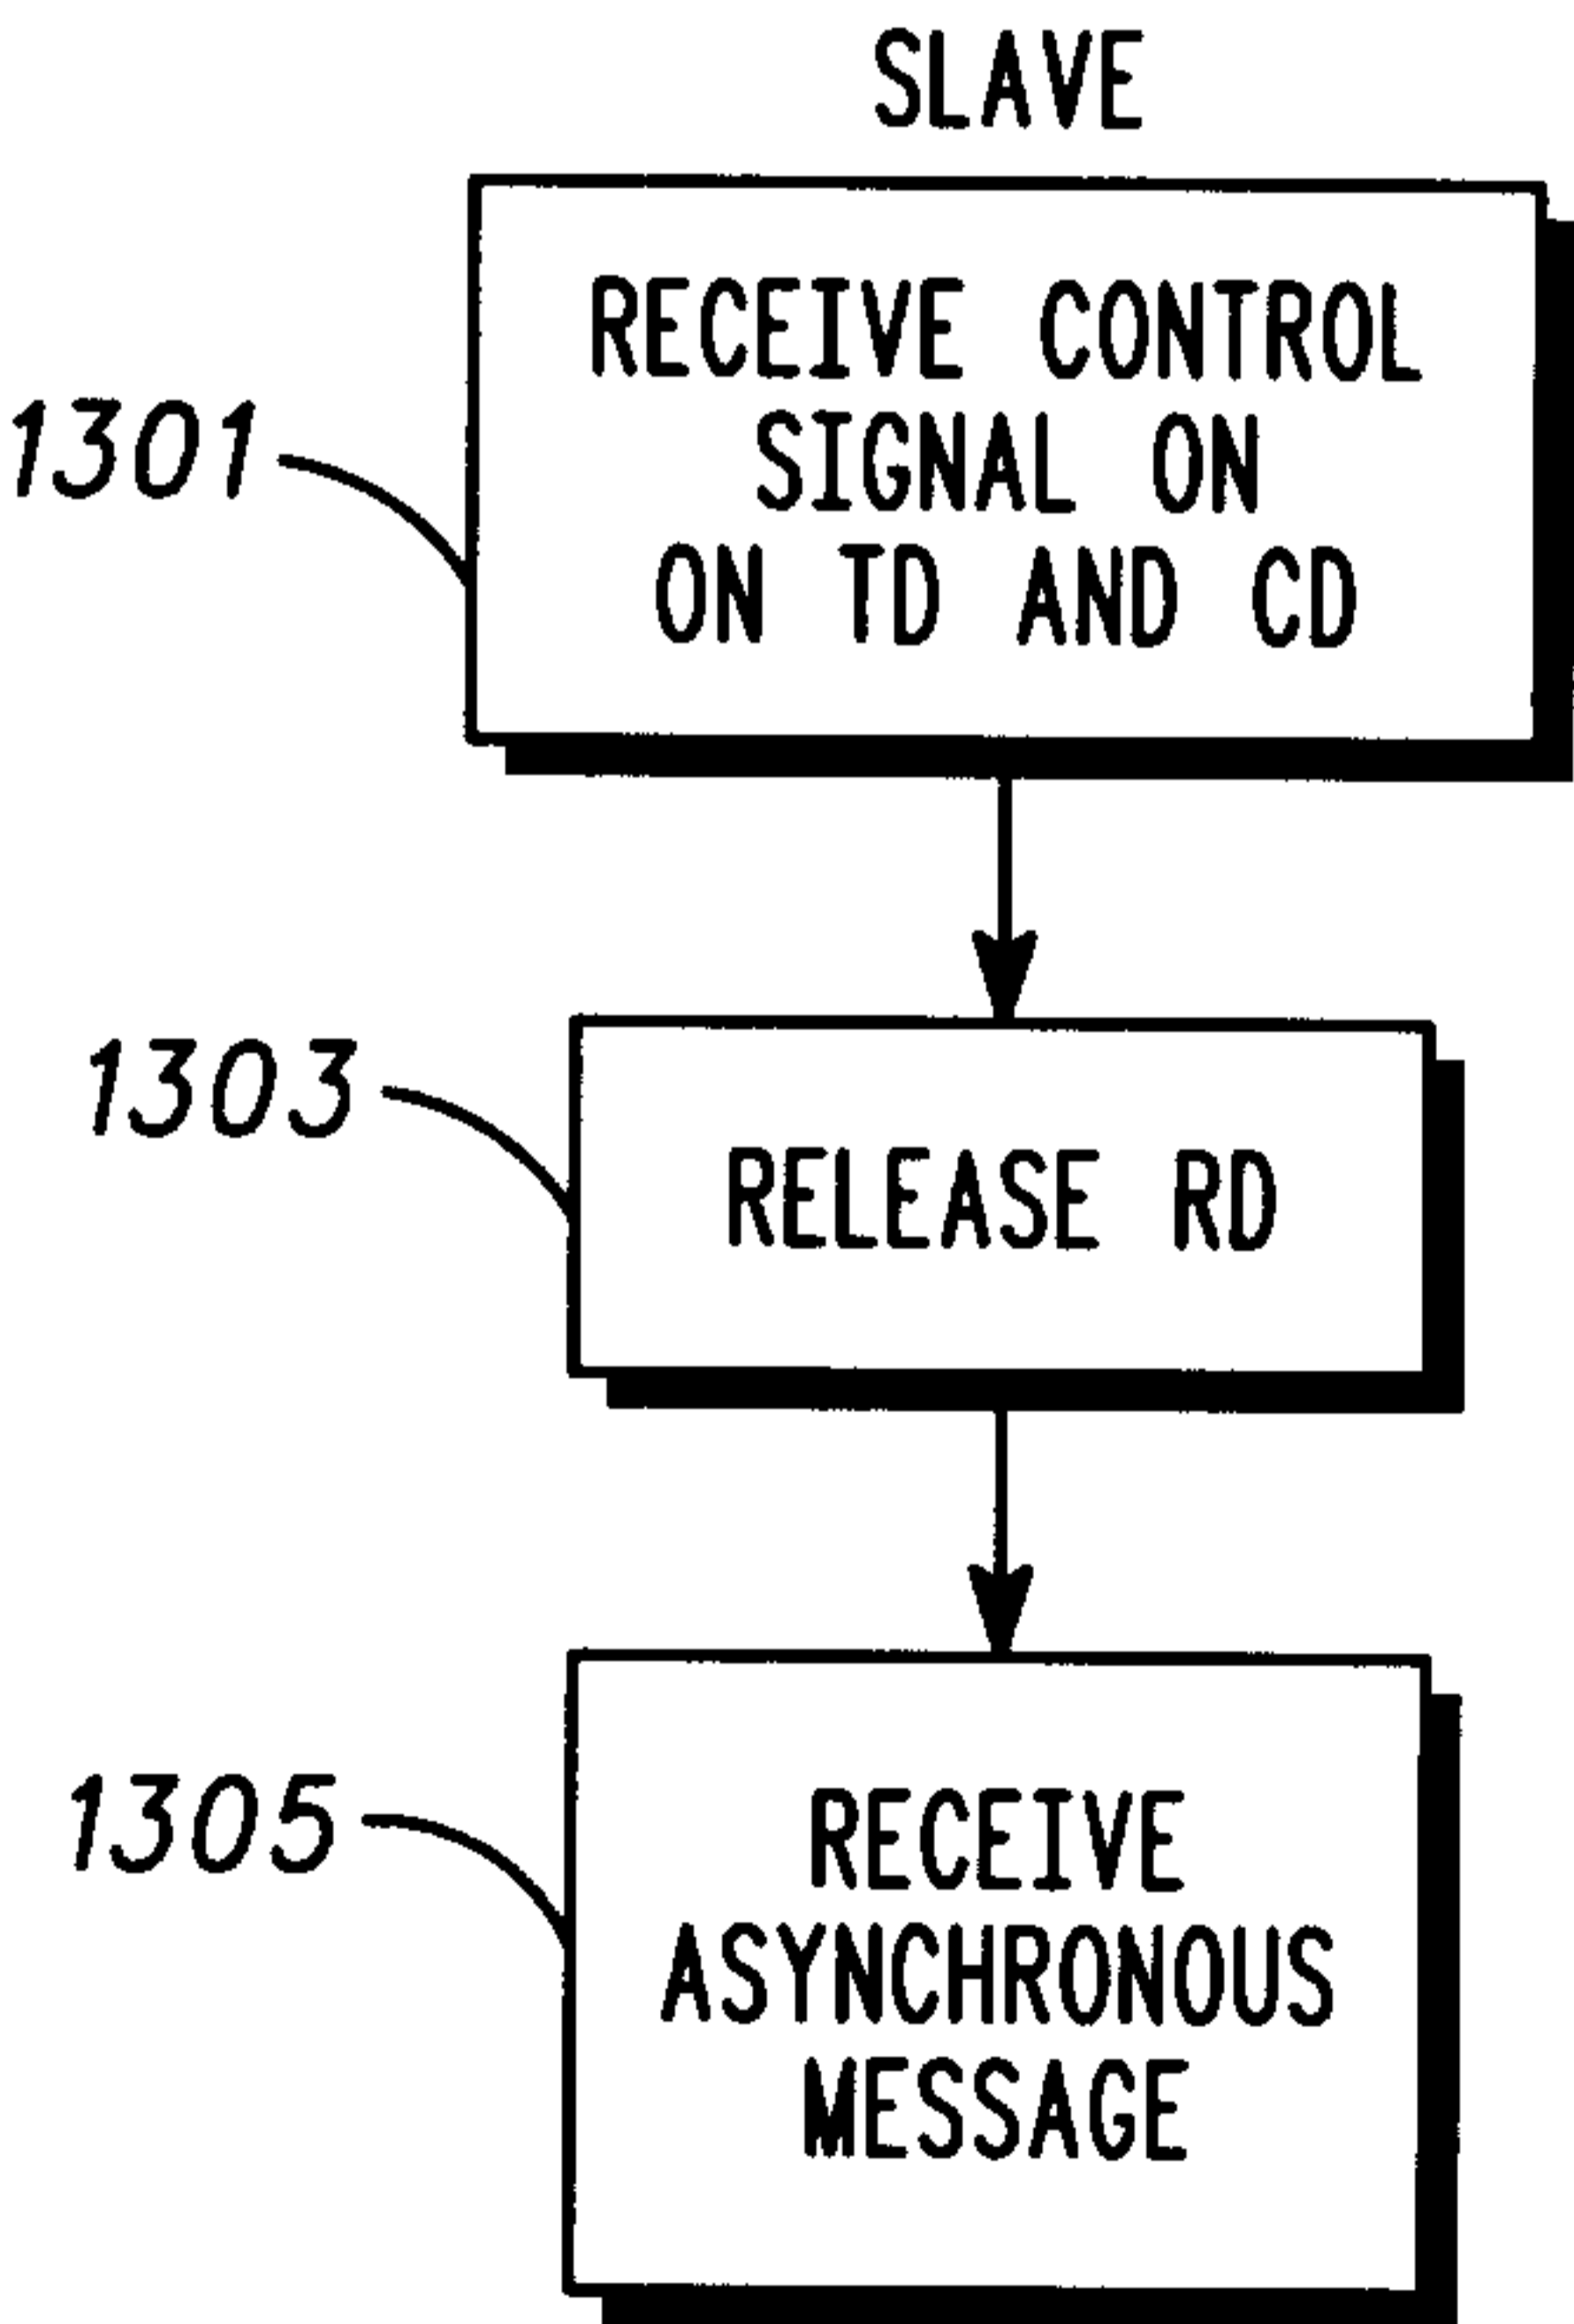 SLAVE
RECEIVE CONTROL
SIGNAL ON
ON TD AND CD
1301
1303
RELEASE RD
1305
RECEIVE
ASYNCHRONOUS
MESSAGE